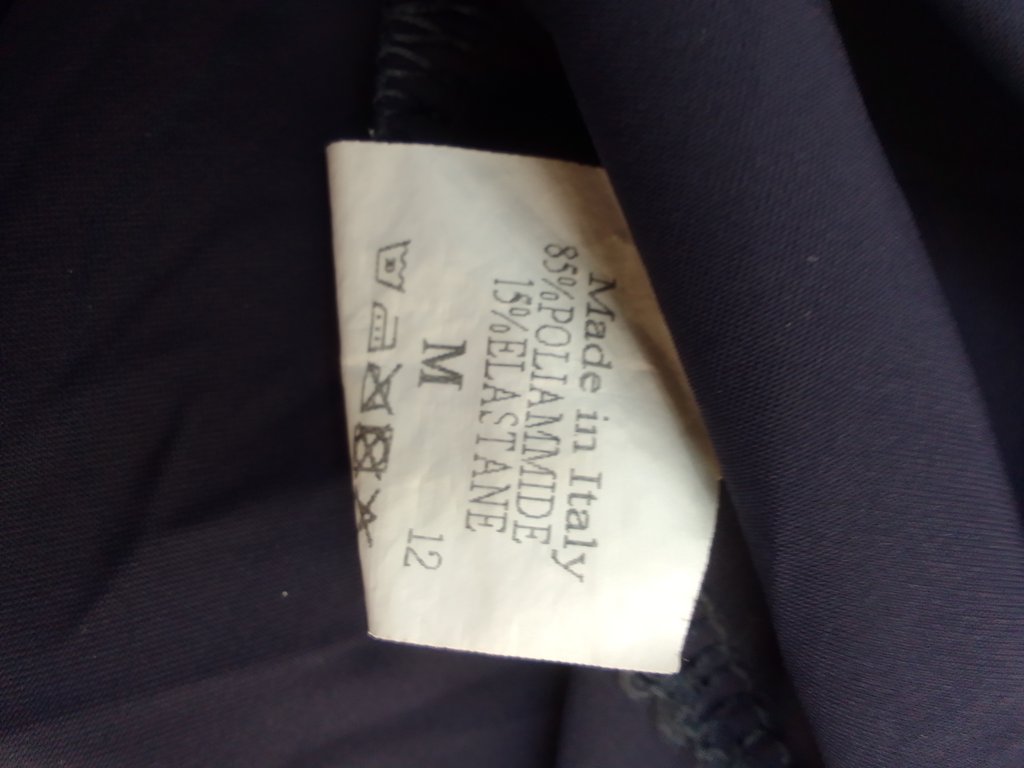 Made in Italy
85%POLIAMMIDE
15%ELASTANE
M
12